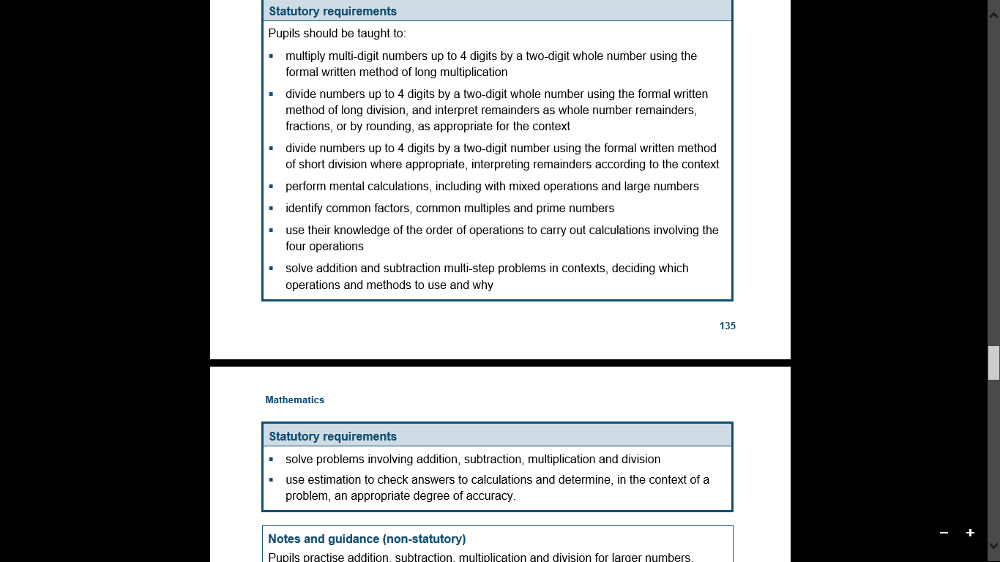 Statutory requirements
Pupils should be taught to:
▪ multiply multi-digit numbers up to 4 digits by a two-digit whole number using the
formal written method of long multiplication
▪ divide numbers up to 4 digits by a two-digit whole number using the formal written
method of long division, and interpret remainders as whole number remainders,
fractions, or by rounding, as appropriate for the context
▪ divide numbers up to 4 digits by a two-digit number using the formal written method
of short division where appropriate, interpreting remainders according to the context
▪ perform mental calculations, including with mixed operations and large numbers
▪ identify common factors, common multiples and prime numbers
▪ use their knowledge of the order of operations to carry out calculations involving the
four operations
▪ solve addition and subtraction multi-step problems in contexts, deciding which
operations and methods to use and why
135
Mathematics
Statutory requirements
▪ solve problems involving addition, subtraction, multiplication and division
▪ use estimation to check answers to calculations and determine, in the context of a
problem, an appropriate degree of accuracy.
Notes and guidance (non-statutory)
Pupils practise addition, subtraction, multiplication and division for larger numbers,